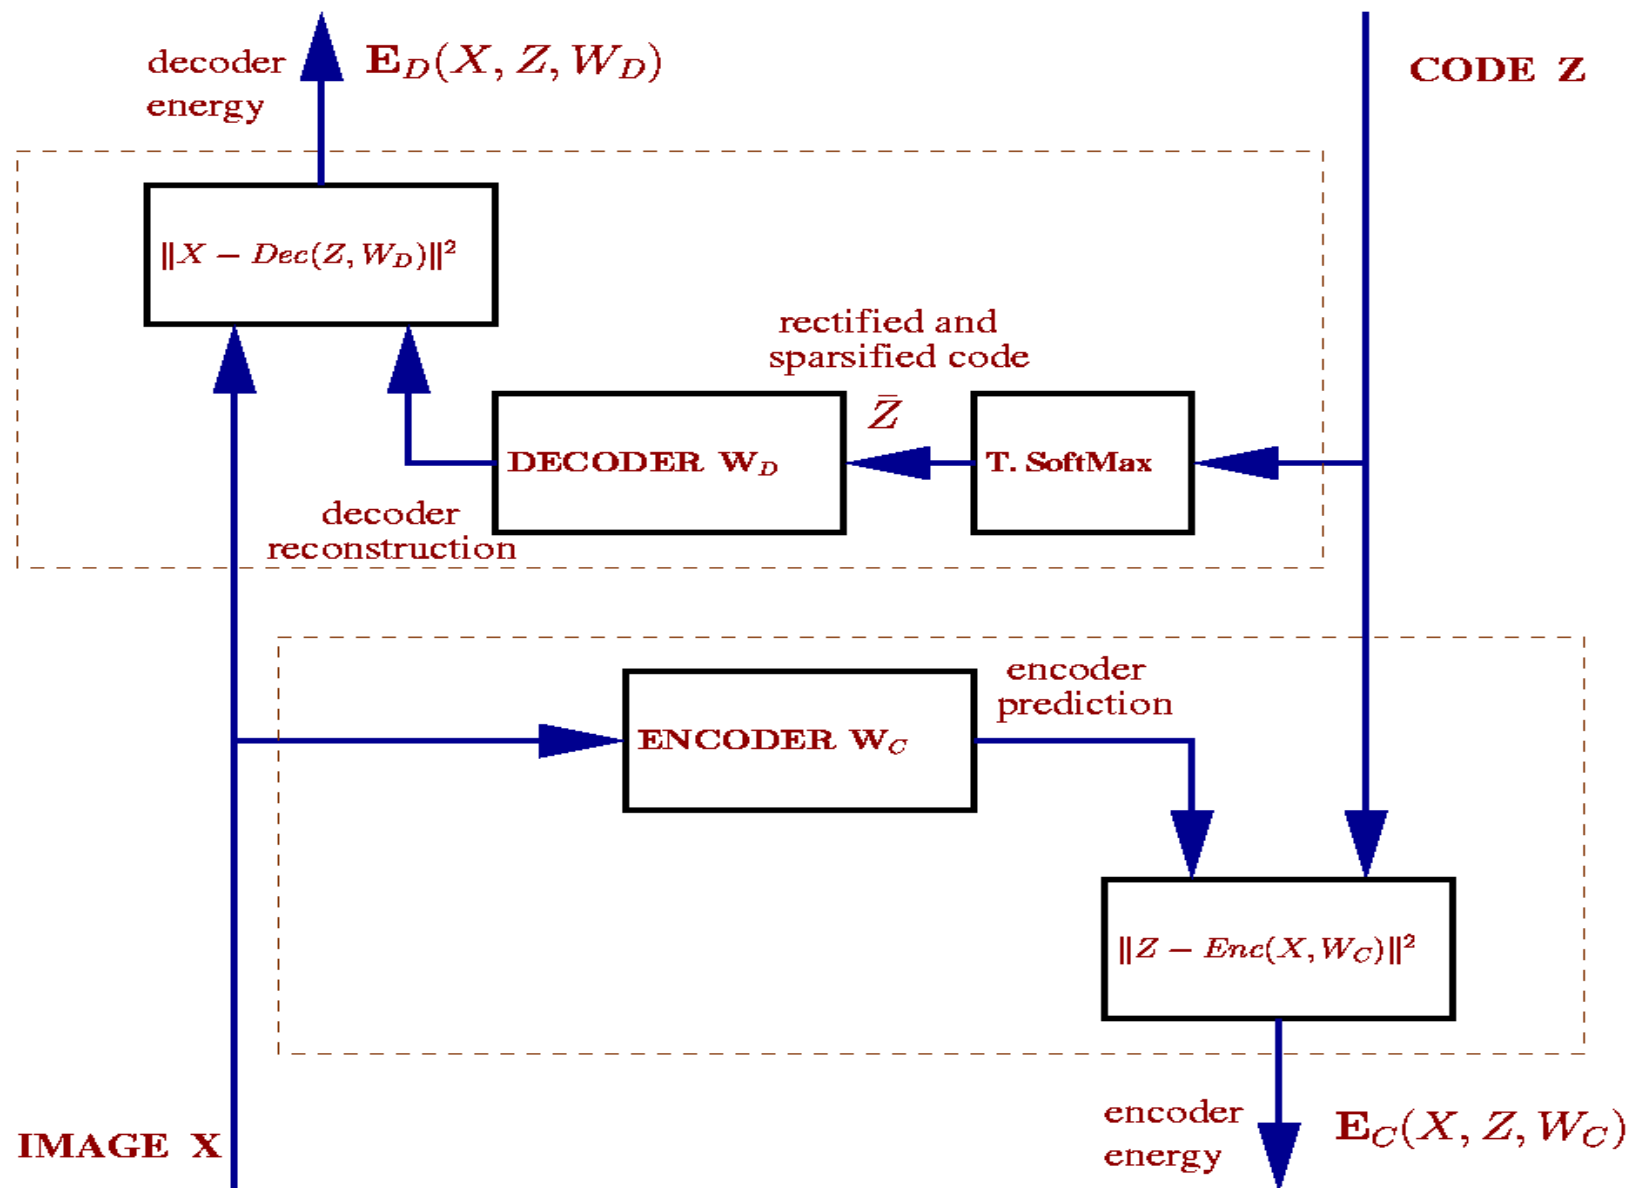 decoder
energy
E_D(X, Z, W_D)
CODE Z
∥X − Dec(Z, W_D)∥²
rectified and
sparsified code
Z̄
DECODER W_D
T. SoftMax
decoder
reconstruction
encoder
prediction
ENCODER W_C
∥Z − Enc(X, W_C)∥²
encoder
energy
E_C(X, Z, W_C)
IMAGE X